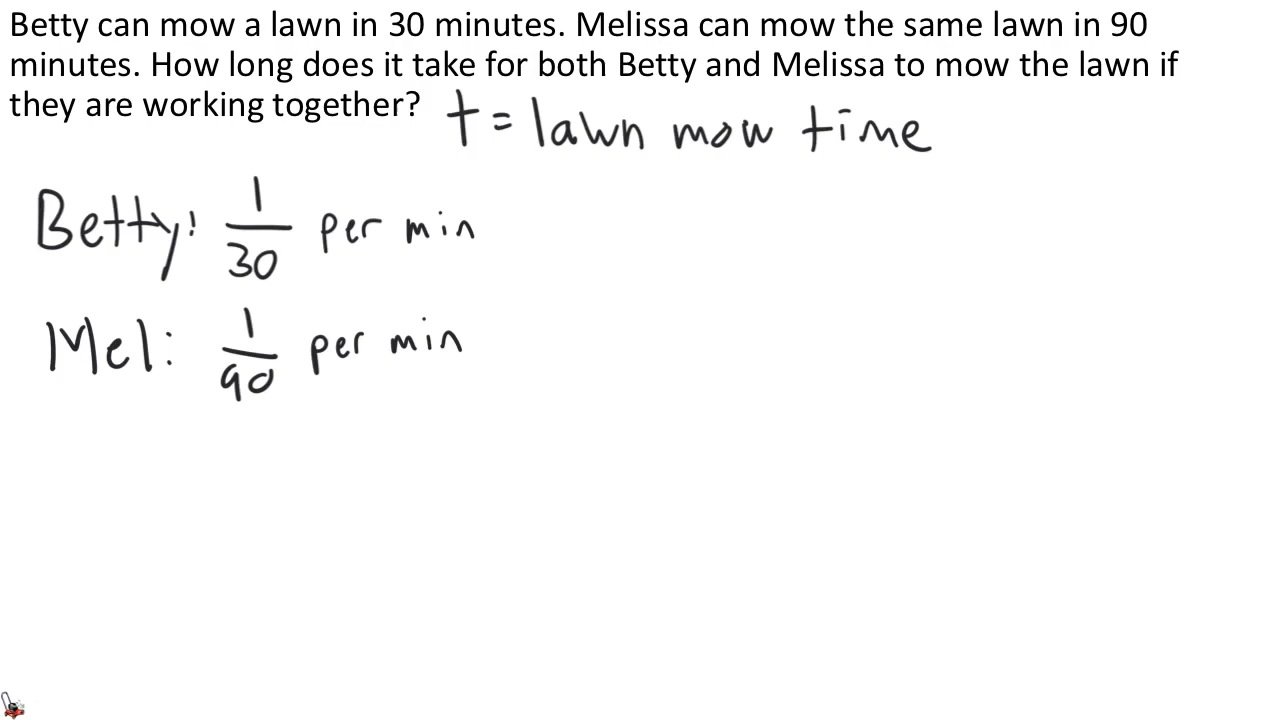 Betty can mow a lawn in 30 minutes. Melissa can mow the same lawn in 90
minutes. How long does it take for both Betty and Melissa to mow the lawn if
they are working together?
t = lawn mow time
Betty: 1/30 per min
Mel: 1/90 per min